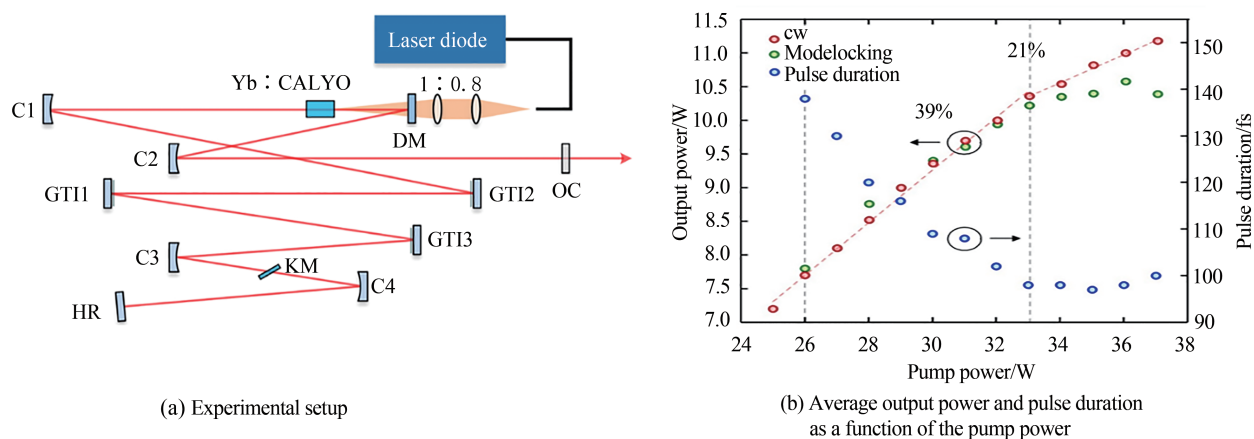 Laser diode
Yb：CALYO
1：0.8
C1
DM
C2
OC
GTI1
GTI2
GTI3
C3
KM
C4
HR
(a) Experimental setup
11.5
11.0
10.5
10.0
9.5
9.0
8.5
8.0
7.5
7.0
Output power/W
cw
Modelocking
Pulse duration
21%
39%
150
140
130
120
110
100
90
Pulse duration/fs
24 26 28 30 32 34 36 38
Pump power/W
(b) Average output power and pulse duration
as a function of the pump power